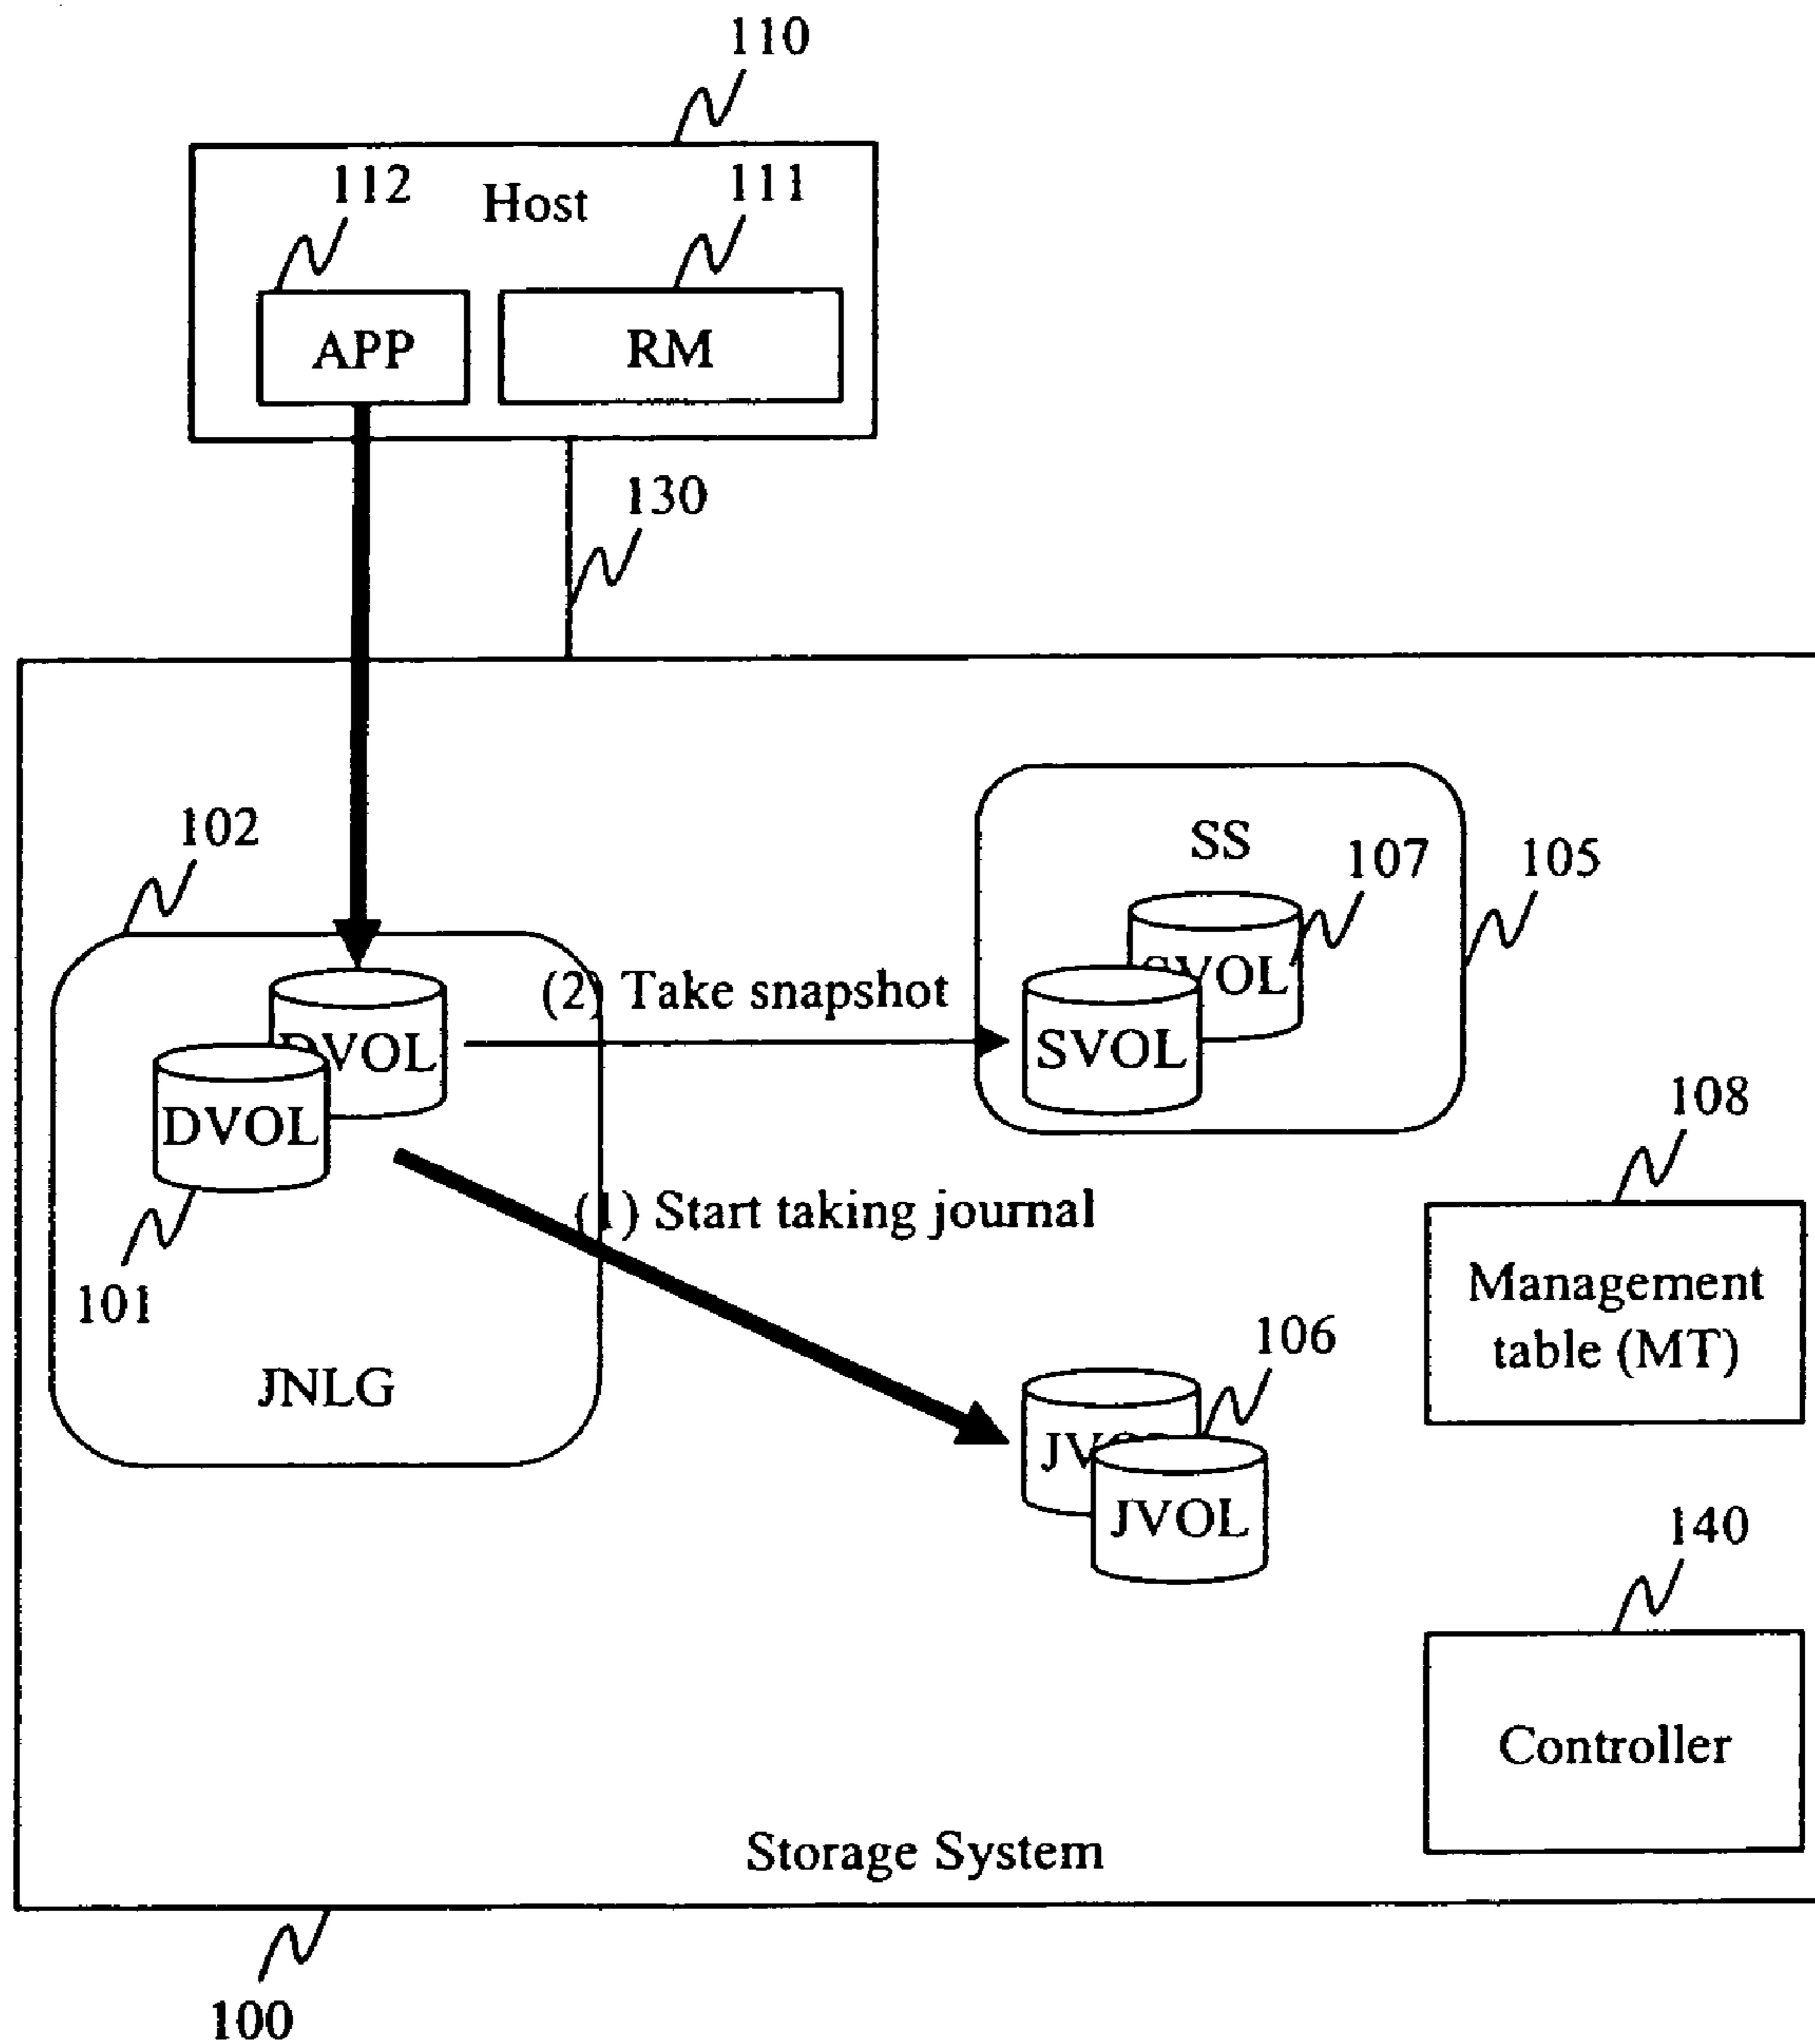 110
112
Host
111
APP
RM
130
102
SS
107
105
SVOL
(2) Take snapshot
DVOL
SVOL
DVOL
108
(1) Start taking journal
101
Management
table (MT)
106
JNLG
JVOL
140
Controller
Storage System
100